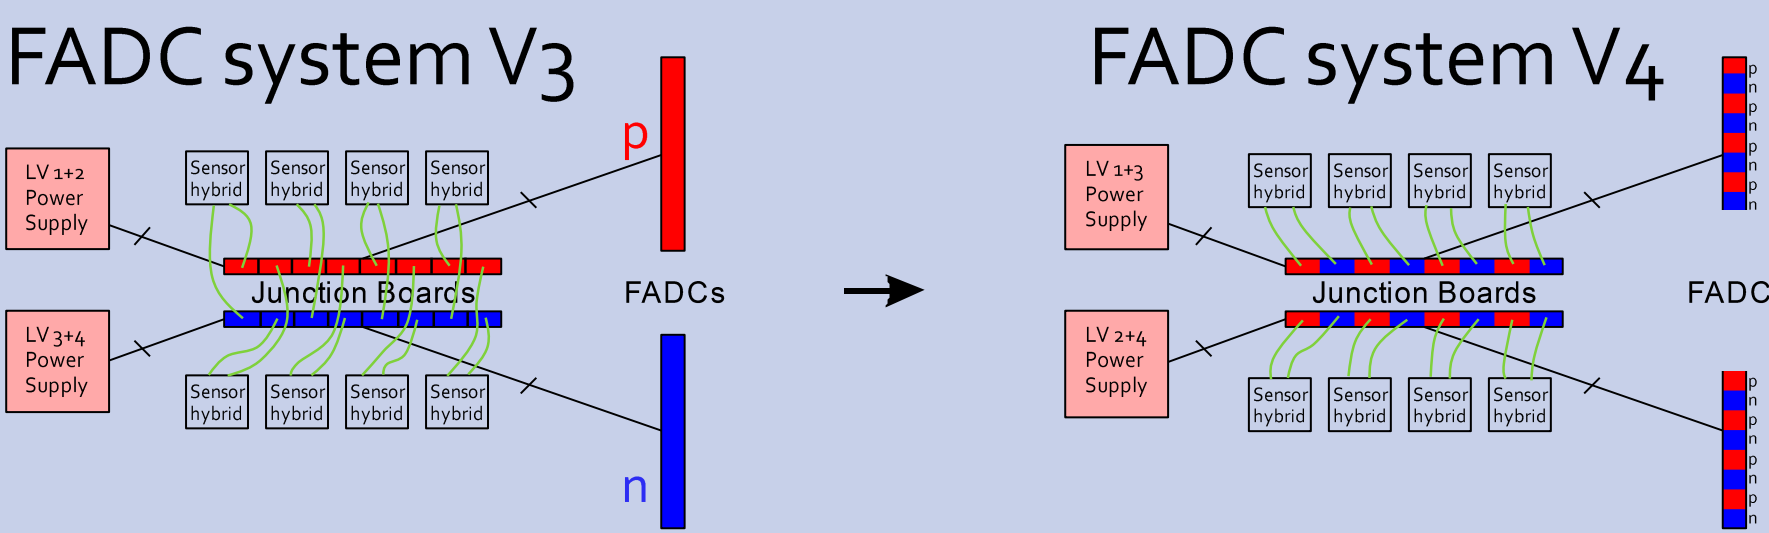 FADC system V3
p
LV 1+2
Power
Supply
Sensor
hybrid
Sensor
hybrid
Sensor
hybrid
Sensor
hybrid
Junction Boards
FADCs
LV 3+4
Power
Supply
Sensor
hybrid
Sensor
hybrid
Sensor
hybrid
Sensor
hybrid
n
FADC system V4
p
n
p
n
p
n
p
n
LV 1+3
Power
Supply
Sensor
hybrid
Sensor
hybrid
Sensor
hybrid
Sensor
hybrid
Junction Boards
FADC
LV 2+4
Power
Supply
Sensor
hybrid
Sensor
hybrid
Sensor
hybrid
Sensor
hybrid
p
n
p
n
p
n
p
n